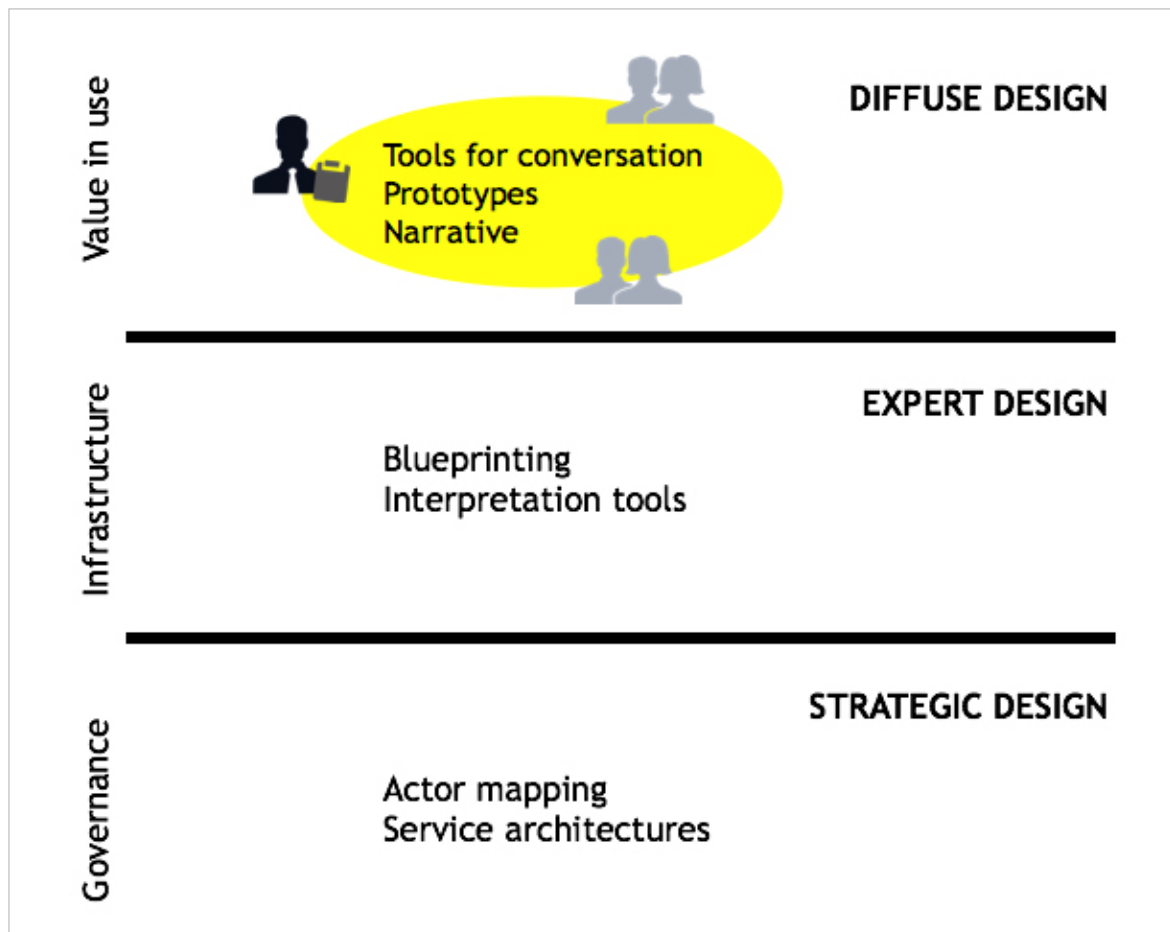 Value in use
DIFFUSE DESIGN
Tools for conversation
Prototypes
Narrative
Infrastructure
EXPERT DESIGN
Blueprinting
Interpretation tools
Governance
STRATEGIC DESIGN
Actor mapping
Service architectures